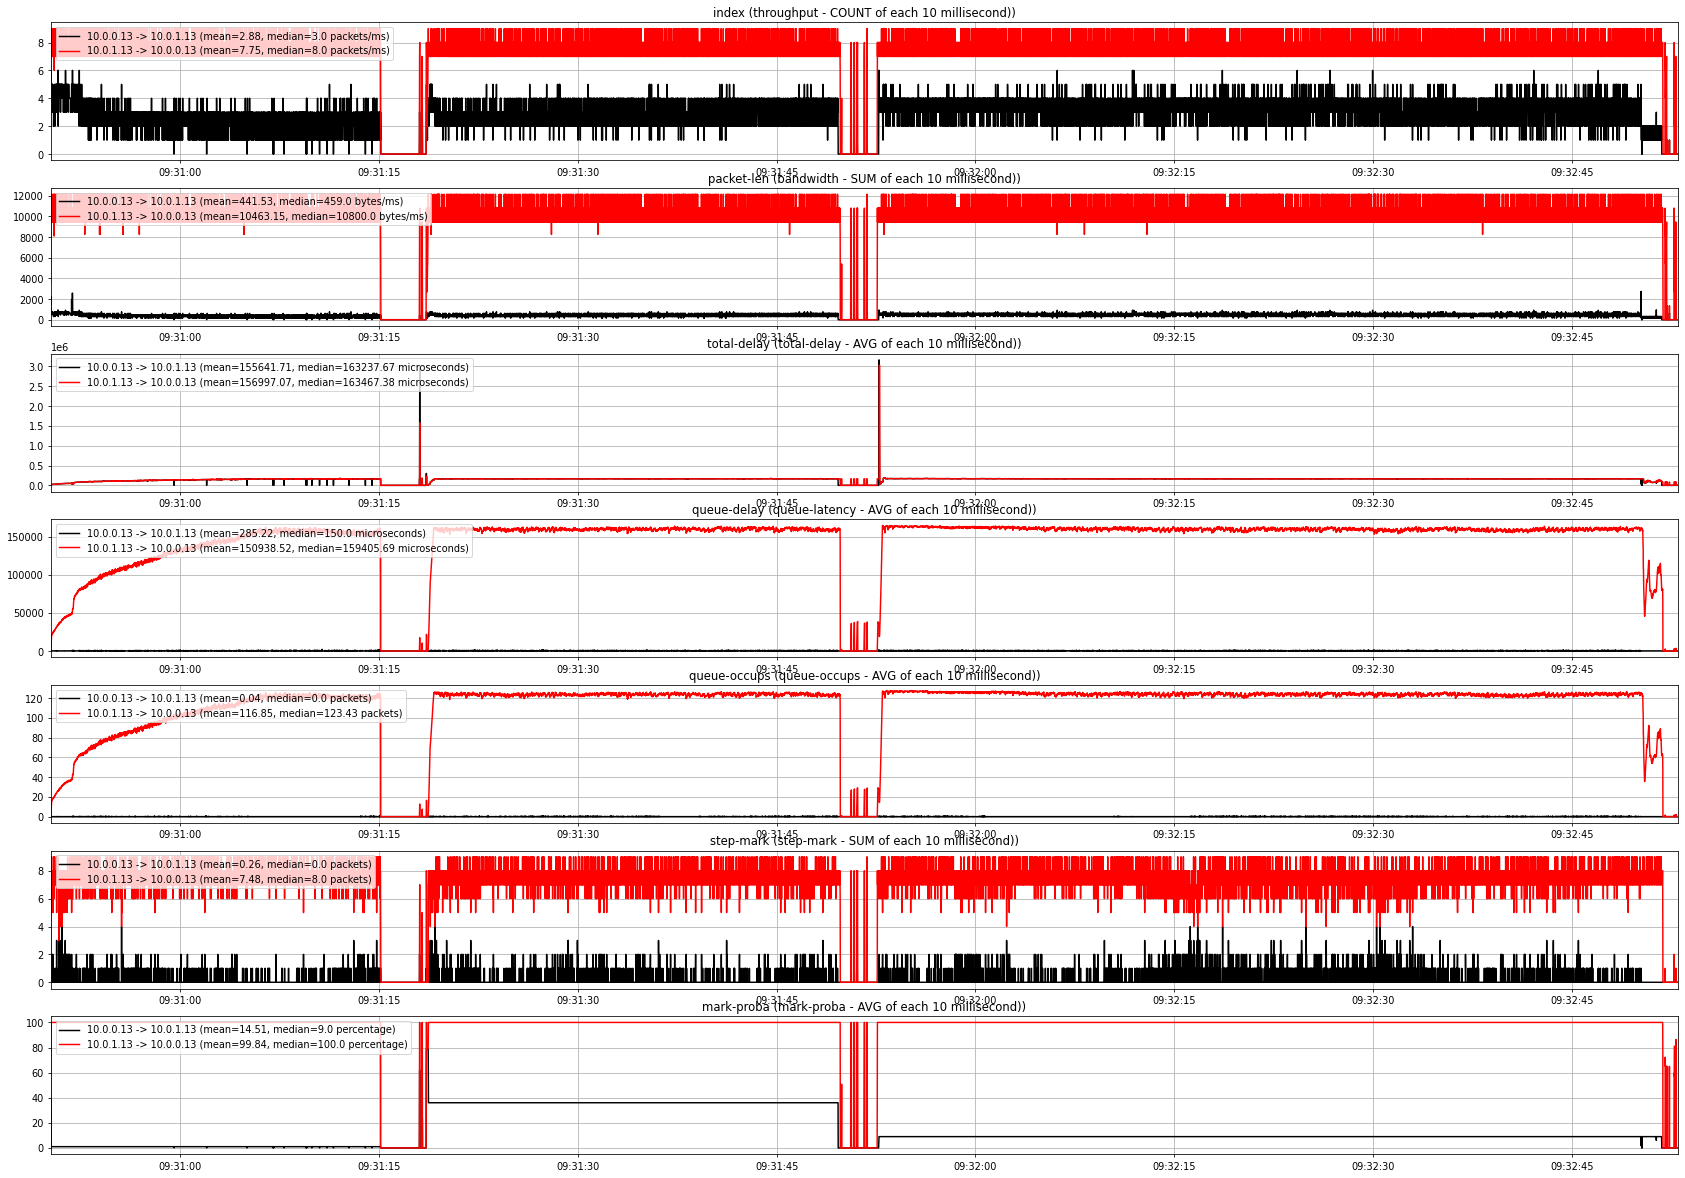 index (throughput - COUNT of each 10 millisecond))
10.0.0.13 -> 10.0.1.13 (mean=2.88, median=3.0 packets/ms)
10.0.1.13 -> 10.0.0.13 (mean=7.75, median=8.0 packets/ms)
8
6
4
2
0
09:31:00 09:31:15 09:31:30 09:31:45 09:32:00 09:32:15 09:32:30 09:32:45
packet-len (bandwidth - SUM of each 10 millisecond))
10.0.0.13 -> 10.0.1.13 (mean=441.53, median=459.0 bytes/ms)
10.0.1.13 -> 10.0.0.13 (mean=10463.15, median=10800.0 bytes/ms)
12000
10000
8000
6000
4000
2000
0
09:31:00 09:31:15 09:31:30 09:31:45 09:32:00 09:32:15 09:32:30 09:32:45
total-delay (total-delay - AVG of each 10 millisecond))
1e6
10.0.0.13 -> 10.0.1.13 (mean=155641.71, median=163237.67 microseconds)
10.0.1.13 -> 10.0.0.13 (mean=156997.07, median=163467.38 microseconds)
3.0
2.5
2.0
1.5
1.0
0.5
0.0
09:31:00 09:31:15 09:31:30 09:31:45 09:32:00 09:32:15 09:32:30 09:32:45
queue-delay (queue-latency - AVG of each 10 millisecond))
10.0.0.13 -> 10.0.1.13 (mean=285.22, median=150.0 microseconds)
10.0.1.13 -> 10.0.0.13 (mean=150938.52, median=159405.69 microseconds)
150000
100000
50000
0
09:31:00 09:31:15 09:31:30 09:31:45 09:32:00 09:32:15 09:32:30 09:32:45
queue-occups (queue-occups - AVG of each 10 millisecond))
10.0.0.13 -> 10.0.1.13 (mean=0.04, median=0.0 packets)
10.0.1.13 -> 10.0.0.13 (mean=116.85, median=123.43 packets)
120
100
80
60
40
20
0
09:31:00 09:31:15 09:31:30 09:31:45 09:32:00 09:32:15 09:32:30 09:32:45
step-mark (step-mark - SUM of each 10 millisecond))
10.0.0.13 -> 10.0.1.13 (mean=0.26, median=0.0 packets)
10.0.1.13 -> 10.0.0.13 (mean=7.48, median=8.0 packets)
8
6
4
2
0
09:31:00 09:31:15 09:31:30 09:31:45 09:32:00 09:32:15 09:32:30 09:32:45
mark-proba (mark-proba - AVG of each 10 millisecond))
10.0.0.13 -> 10.0.1.13 (mean=14.51, median=9.0 percentage)
10.0.1.13 -> 10.0.0.13 (mean=99.84, median=100.0 percentage)
100
80
60
40
20
0
09:31:00 09:31:15 09:31:30 09:31:45 09:32:00 09:32:15 09:32:30 09:32:45